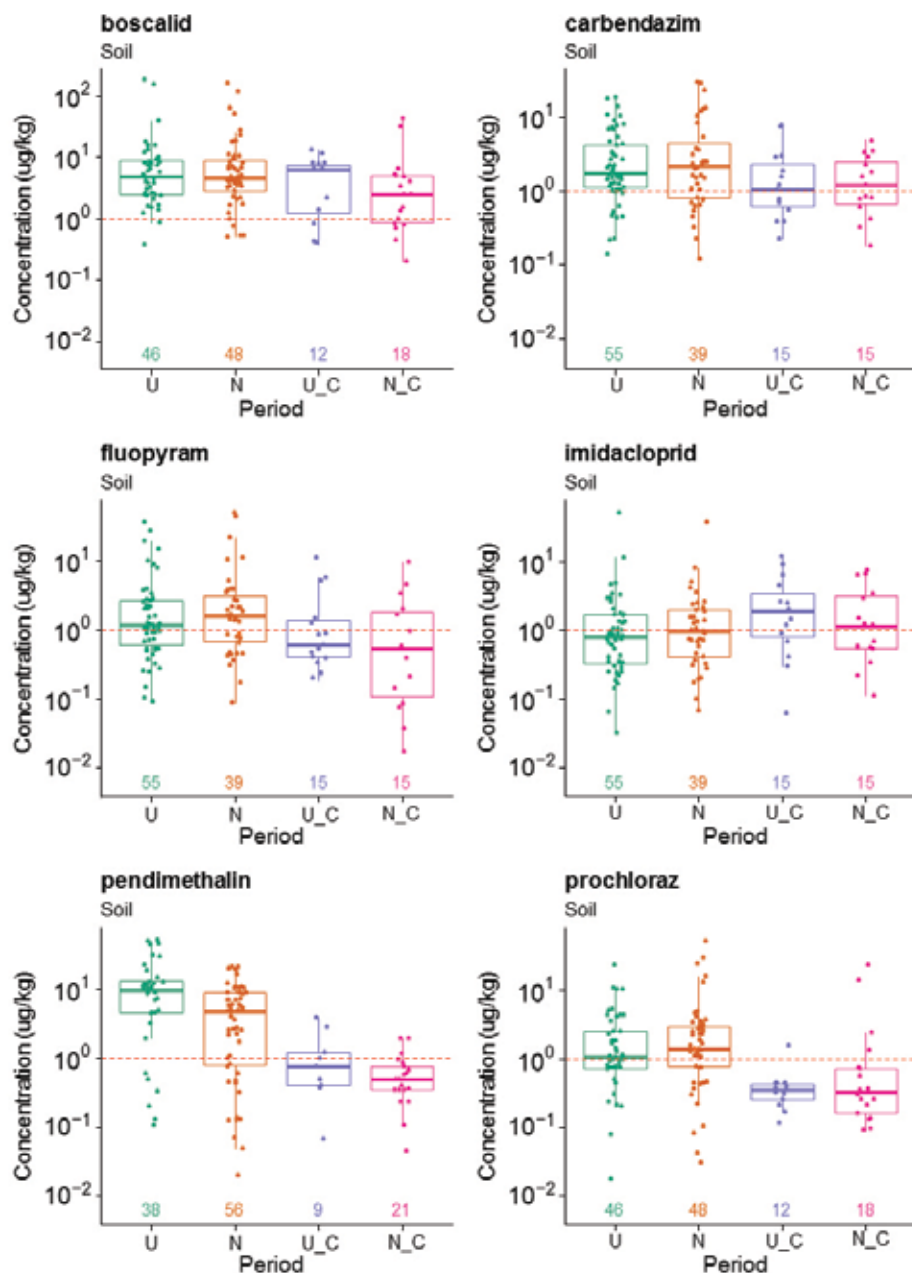 boscalid
Soil
Concentration (ug/kg)
10²
10¹
10⁰
10⁻¹
10⁻²
46 48 12 18
U N U_C N_C
Period
carbendazim
Soil
Concentration (ug/kg)
10¹
10⁰
10⁻¹
10⁻²
55 39 15 15
U N U_C N_C
Period
fluopyram
Soil
Concentration (ug/kg)
10¹
10⁰
10⁻¹
10⁻²
55 39 15 15
U N U_C N_C
Period
imidacloprid
Soil
Concentration (ug/kg)
10¹
10⁰
10⁻¹
10⁻²
55 39 15 15
U N U_C N_C
Period
pendimethalin
Soil
Concentration (ug/kg)
10¹
10⁰
10⁻¹
10⁻²
38 56 9 21
U N U_C N_C
Period
prochloraz
Soil
Concentration (ug/kg)
10¹
10⁰
10⁻¹
10⁻²
46 48 12 18
U N U_C N_C
Period